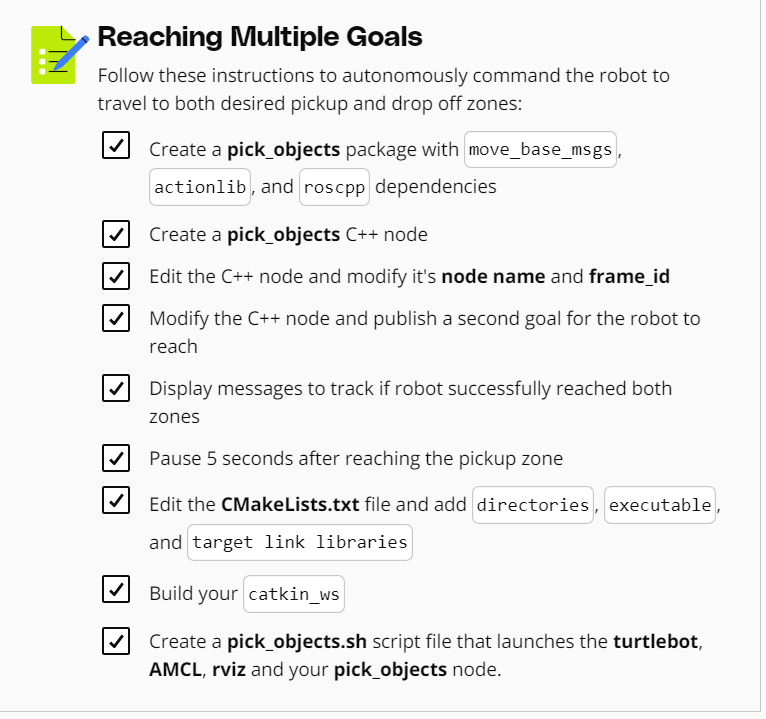 Reaching Multiple Goals
Follow these instructions to autonomously command the robot to
travel to both desired pickup and drop off zones:
Create a pick_objects package with move_base_msgs,
actionlib, and roscpp dependencies
Create a pick_objects C++ node
Edit the C++ node and modify it's node name and frame_id
Modify the C++ node and publish a second goal for the robot to
reach
Display messages to track if robot successfully reached both
zones
Pause 5 seconds after reaching the pickup zone
Edit the CMakeLists.txt file and add directories, executable,
and target link libraries
Build your catkin_ws
Create a pick_objects.sh script file that launches the turtlebot,
AMCL, rviz and your pick_objects node.